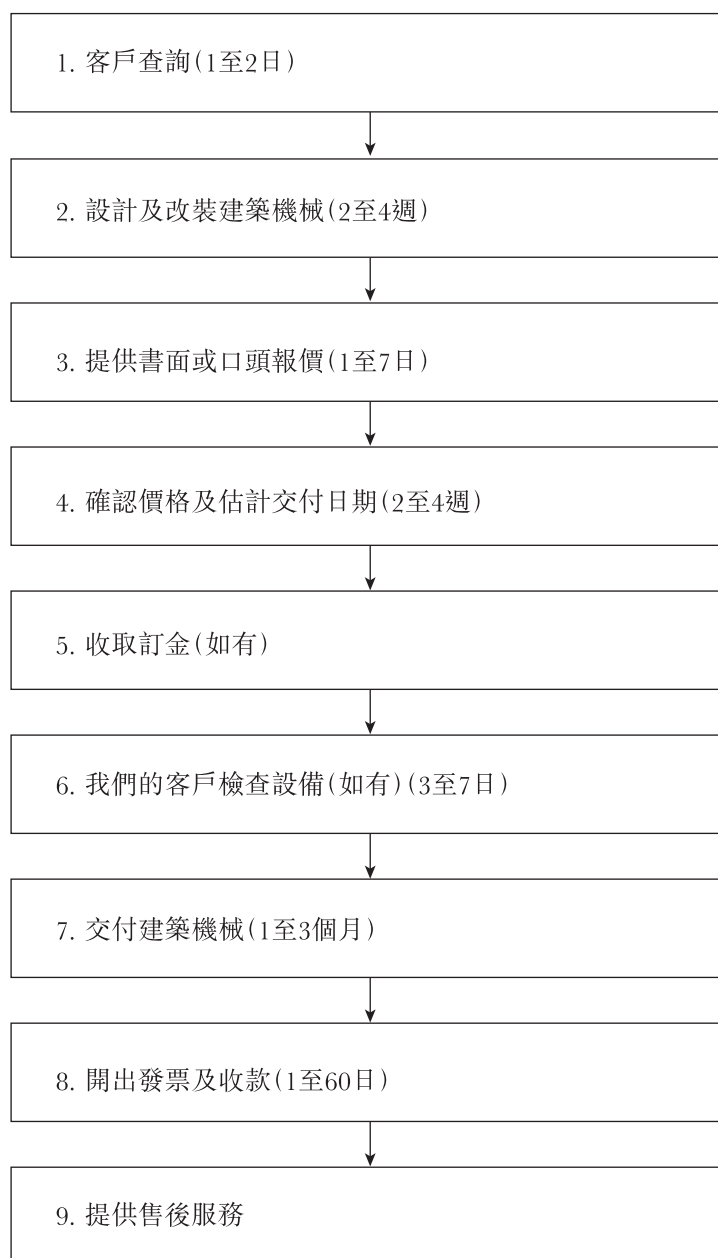 1. 客戶查詢(1至2日)
2. 設計及改裝建築機械(2至4週)
3. 提供書面或口頭報價(1至7日)
4. 確認價格及估計交付日期(2至4週)
5. 收取訂金(如有)
6. 我們的客戶檢查設備(如有)(3至7日)
7. 交付建築機械(1至3個月)
8. 開出發票及收款(1至60日)
9. 提供售後服務